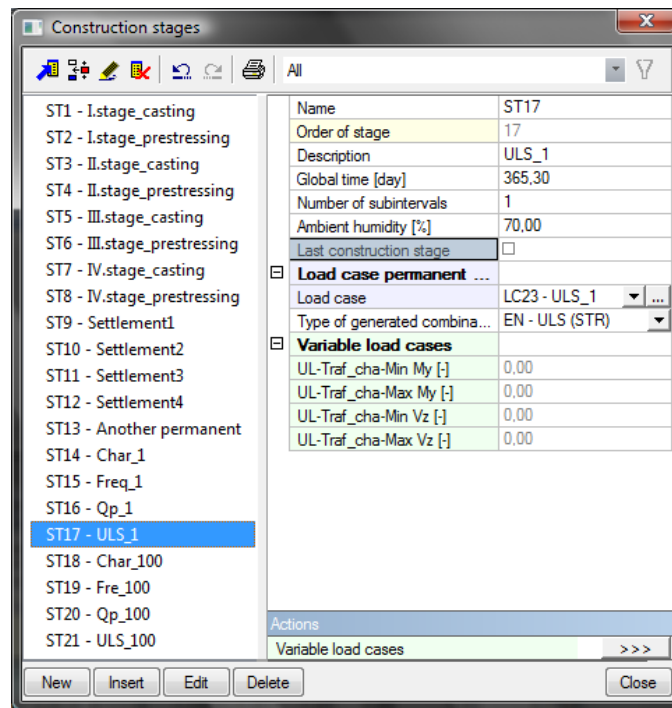 Construction stages
All
ST1 - I.stage_casting
ST2 - I.stage_prestressing
ST3 - II.stage_casting
ST4 - II.stage_prestressing
ST5 - III.stage_casting
ST6 - III.stage_prestressing
ST7 - IV.stage_casting
ST8 - IV.stage_prestressing
ST9 - Settlement1
ST10 - Settlement2
ST11 - Settlement3
ST12 - Settlement4
ST13 - Another permanent
ST14 - Char_1
ST15 - Freq_1
ST16 - Qp_1
ST17 - ULS_1
ST18 - Char_100
ST19 - Fre_100
ST20 - Qp_100
ST21 - ULS_100
Name ST17
Order of stage 17
Description ULS_1
Global time [day] 365,30
Number of subintervals 1
Ambient humidity [%] 70,00
Last construction stage
Load case permanent ...
Load case LC23 - ULS_1 ...
Type of generated combina... EN - ULS (STR)
Variable load cases
UL-Traf_cha-Min My [-] 0,00
UL-Traf_cha-Max My [-] 0,00
UL-Traf_cha-Min Vz [-] 0,00
UL-Traf_cha-Max Vz [-] 0,00
Actions
Variable load cases >>>
New Insert Edit Delete Close